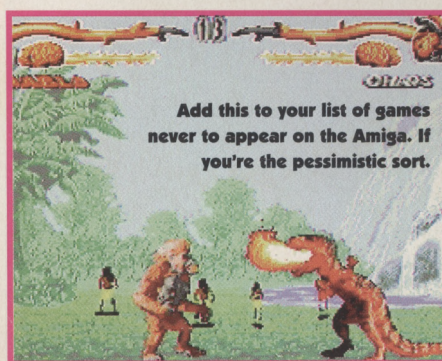 CHAOS
Add this to your list of games
never to appear on the Amiga. If
you're the pessimistic sort.